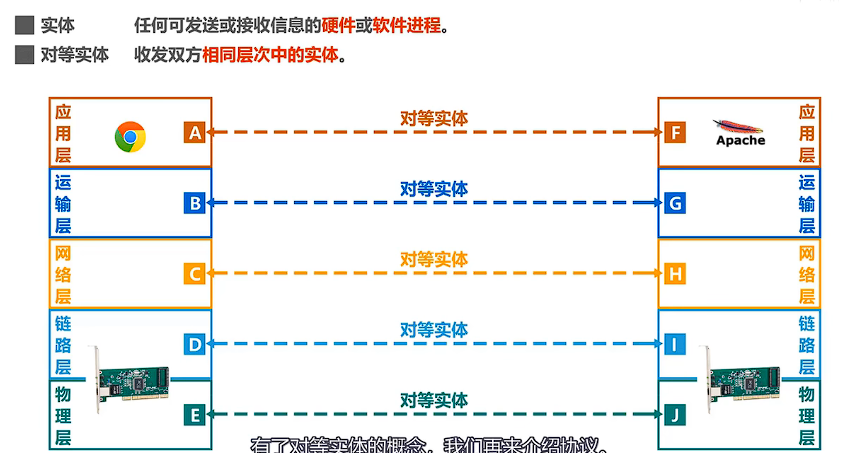 实体 任何可发送或接收信息的硬件或软件进程。
对等实体 收发双方相同层次中的实体。
应用层 A 对等实体 F Apache 应用层
运输层 B 对等实体 G 运输层
网络层 C 对等实体 H 网络层
链路层 D 对等实体 I 链路层
物理层 E 对等实体 J 物理层
有了对等实体的概念，我们再来介绍协议。